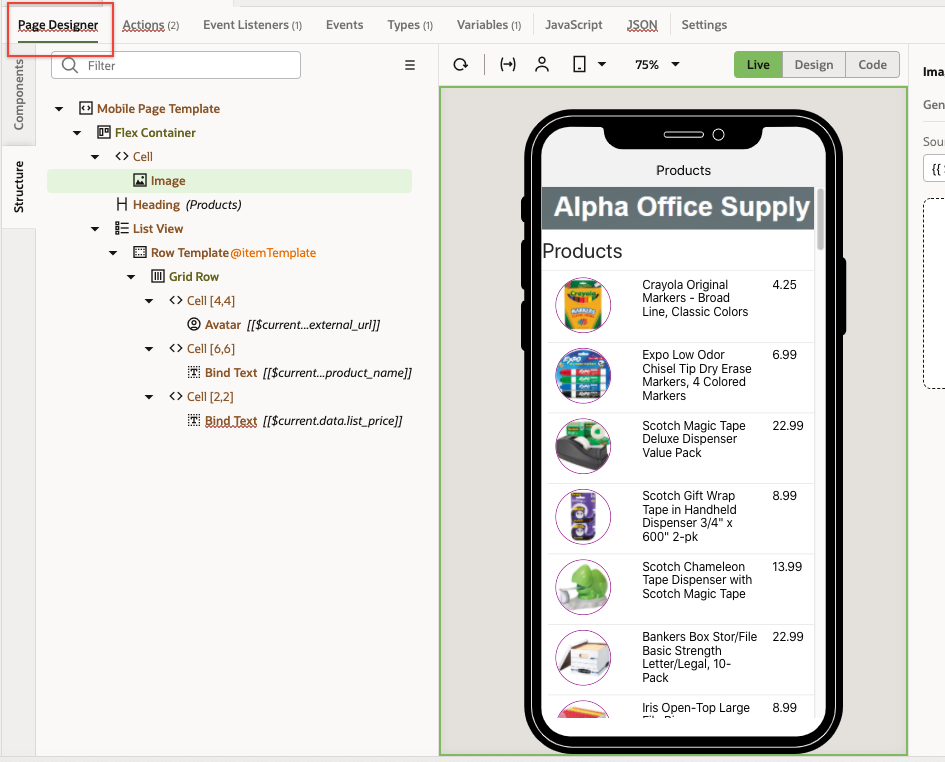 Page Designer
Actions (2)
Event Listeners (1)
Events
Types (1)
Variables (1)
JavaScript
JSON
Settings
Components
Structure
Filter
Mobile Page Template
Flex Container
Cell
Image
Heading (Products)
List View
Row Template@itemTemplate
Grid Row
Cell [4,4]
Avatar [[$current...external_url]]
Cell [6,6]
Bind Text [[$current...product_name]]
Cell [2,2]
Bind Text [[$current.data.list_price]]
75%
Live
Design
Code
Products
Alpha Office Supply
Products
Crayola Original 4.25
Markers - Broad
Line, Classic Colors
Expo Low Odor 6.99
Chisel Tip Dry Erase
Markers, 4 Colored
Markers
Scotch Magic Tape 22.99
Deluxe Dispenser
Value Pack
Scotch Gift Wrap 8.99
Tape in Handheld
Dispenser 3/4" x
600" 2-pk
Scotch Chameleon 13.99
Tape Dispenser with
Scotch Magic Tape
Bankers Box Stor/File 22.99
Basic Strength
Letter/Legal, 10-
Pack
Iris Open-Top Large 8.99
Ima
Gen
Sou
{{